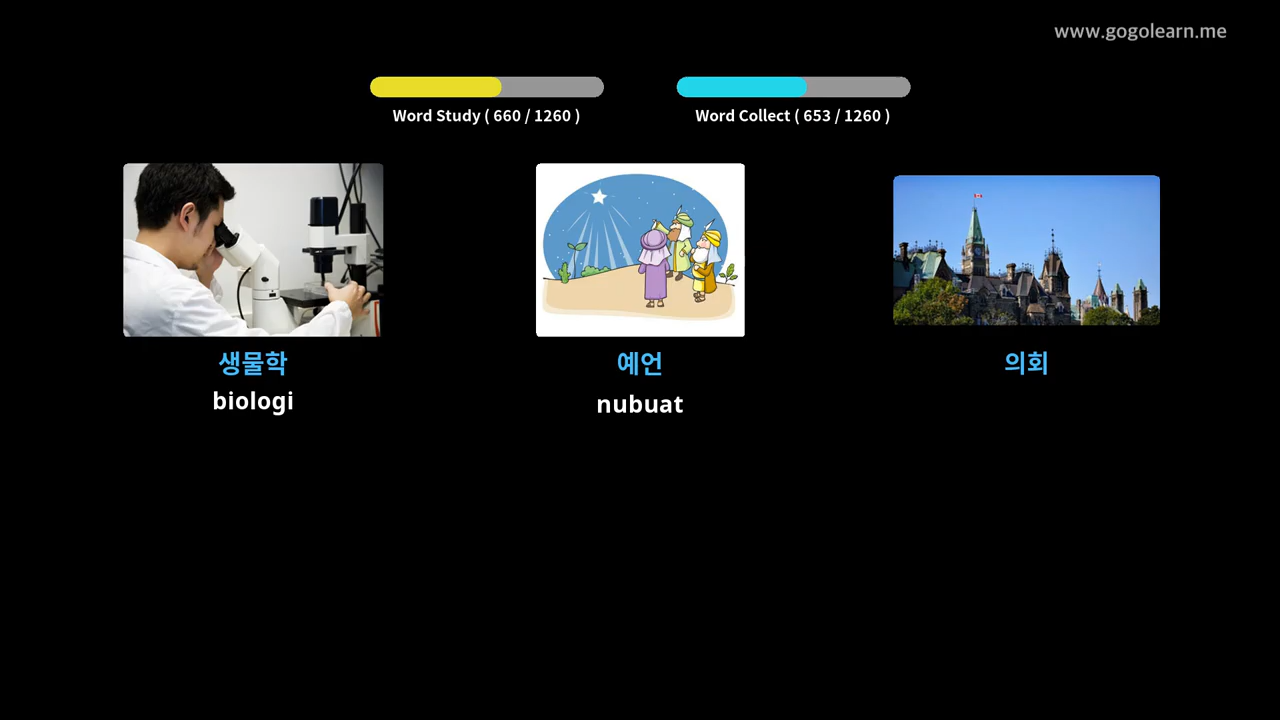 www.gogolearn.me
Word Study ( 660 / 1260 )
Word Collect ( 653 / 1260 )
생물학
biologi
예언
nubuat
의회